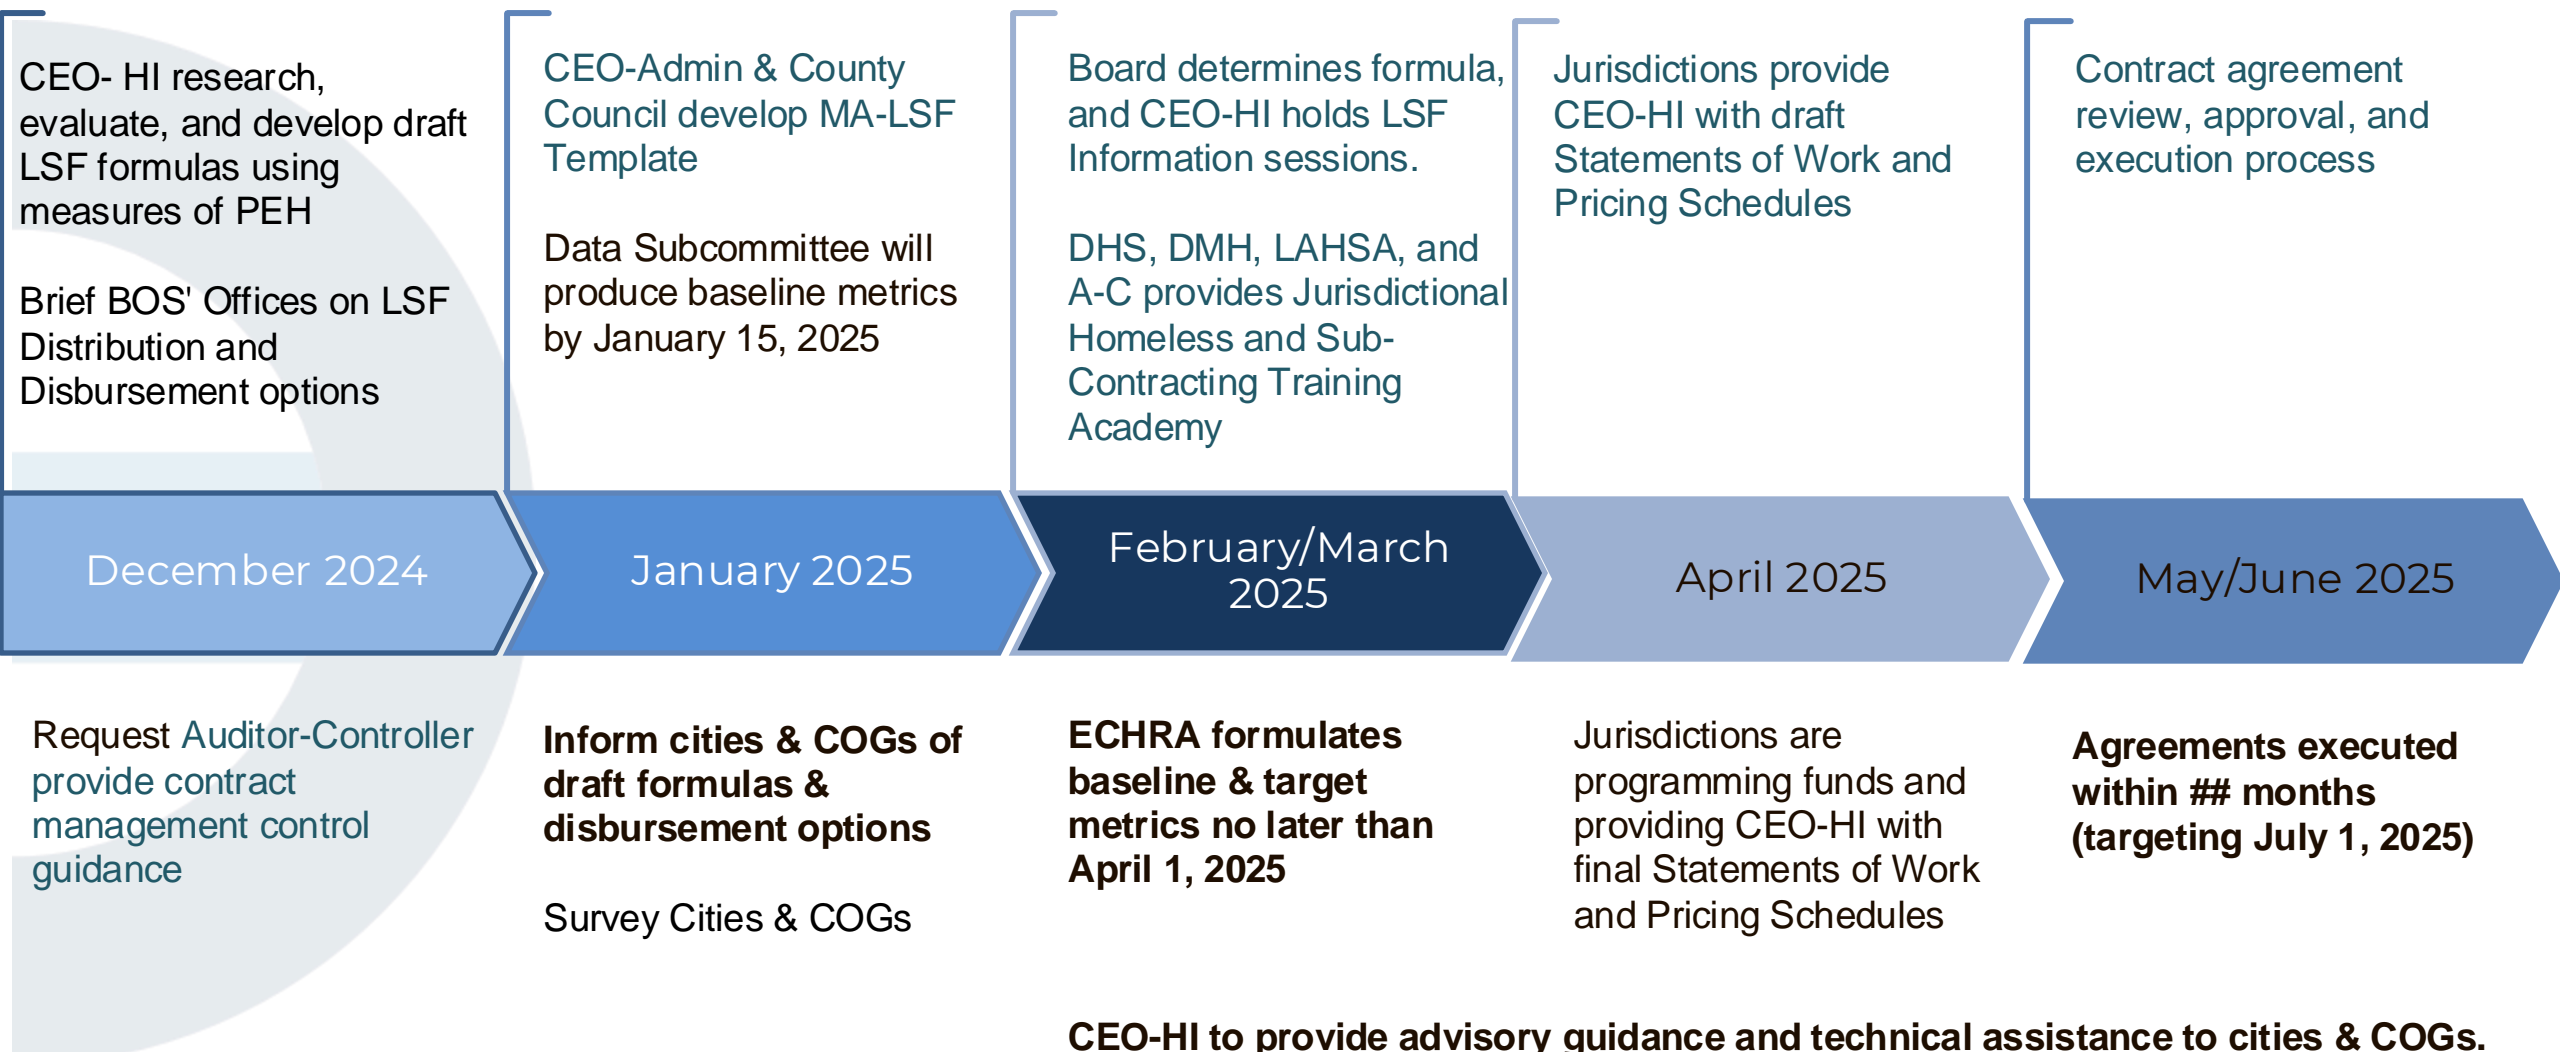 CEO- HI research,
evaluate, and develop draft
LSF formulas using
measures of PEH
Brief BOS' Offices on LSF
Distribution and
Disbursement options
CEO-Admin & County
Council develop MA-LSF
Template
Data Subcommittee will
produce baseline metrics
by January 15, 2025
Board determines formula,
and CEO-HI holds LSF
Information sessions.
DHS, DMH, LAHSA, and
A-C provides Jurisdictional
Homeless and Sub-
Contracting Training
Academy
Jurisdictions provide
CEO-HI with draft
Statements of Work and
Pricing Schedules
Contract agreement
review, approval, and
execution process
December 2024
January 2025
February/March
2025
April 2025
May/June 2025
Request Auditor-Controller
provide contract
management control
guidance
Inform cities & COGs of
draft formulas &
disbursement options
Survey Cities & COGs
ECHRA formulates
baseline & target
metrics no later than
April 1, 2025
Jurisdictions are
programming funds and
providing CEO-HI with
final Statements of Work
and Pricing Schedules
Agreements executed
within ## months
(targeting July 1, 2025)
CEO-HI to provide advisory guidance and technical assistance to cities & COGs.